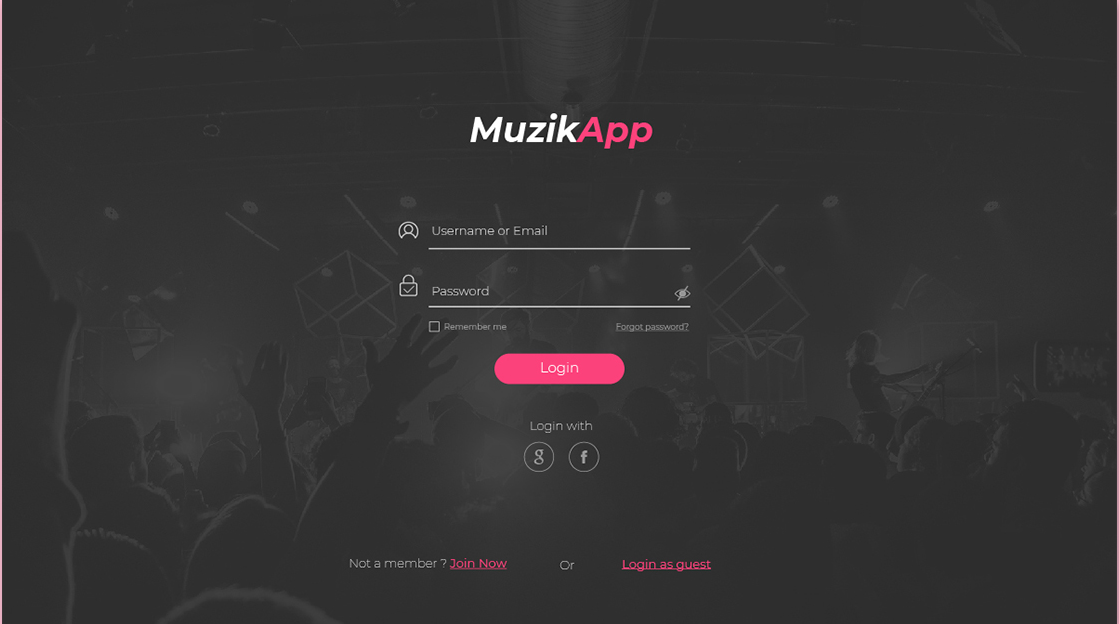 MuzikApp
Username or Email
Password
Remember me Forgot password?
Login
Login with
g f
Not a member ? Join Now Or Login as guest